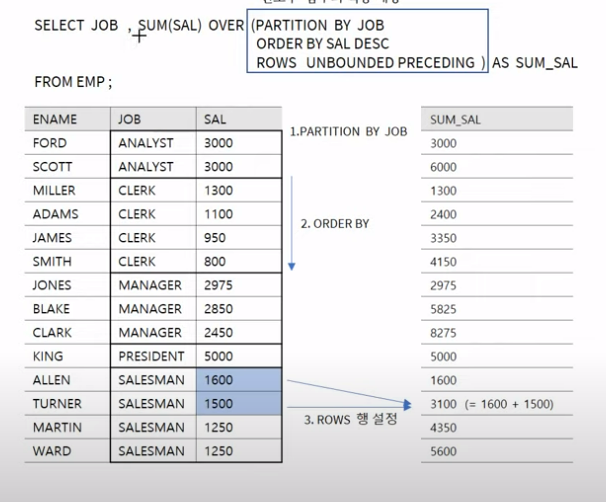 SELECT JOB , SUM(SAL) OVER (PARTITION BY JOB
ORDER BY SAL DESC
ROWS UNBOUNDED PRECEDING ) AS SUM_SAL
FROM EMP ;
ENAME JOB SAL SUM_SAL
1.PARTITION BY JOB
FORD ANALYST 3000 3000
SCOTT ANALYST 3000 6000
MILLER CLERK 1300 1300
ADAMS CLERK 1100 2400
2. ORDER BY
JAMES CLERK 950 3350
SMITH CLERK 800 4150
JONES MANAGER 2975 2975
BLAKE MANAGER 2850 5825
CLARK MANAGER 2450 8275
KING PRESIDENT 5000 5000
ALLEN SALESMAN 1600 1600
TURNER SALESMAN 1500 3100 (= 1600 + 1500)
3. ROWS 행 설정
MARTIN SALESMAN 1250 4350
WARD SALESMAN 1250 5600